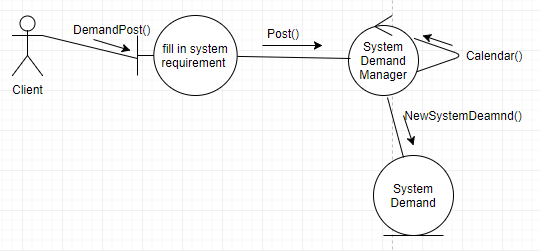 DemandPost()
fill in system
requirement
Post()
System
Demand
Manager
Calendar()
Client
NewSystemDeamnd()
System
Demand